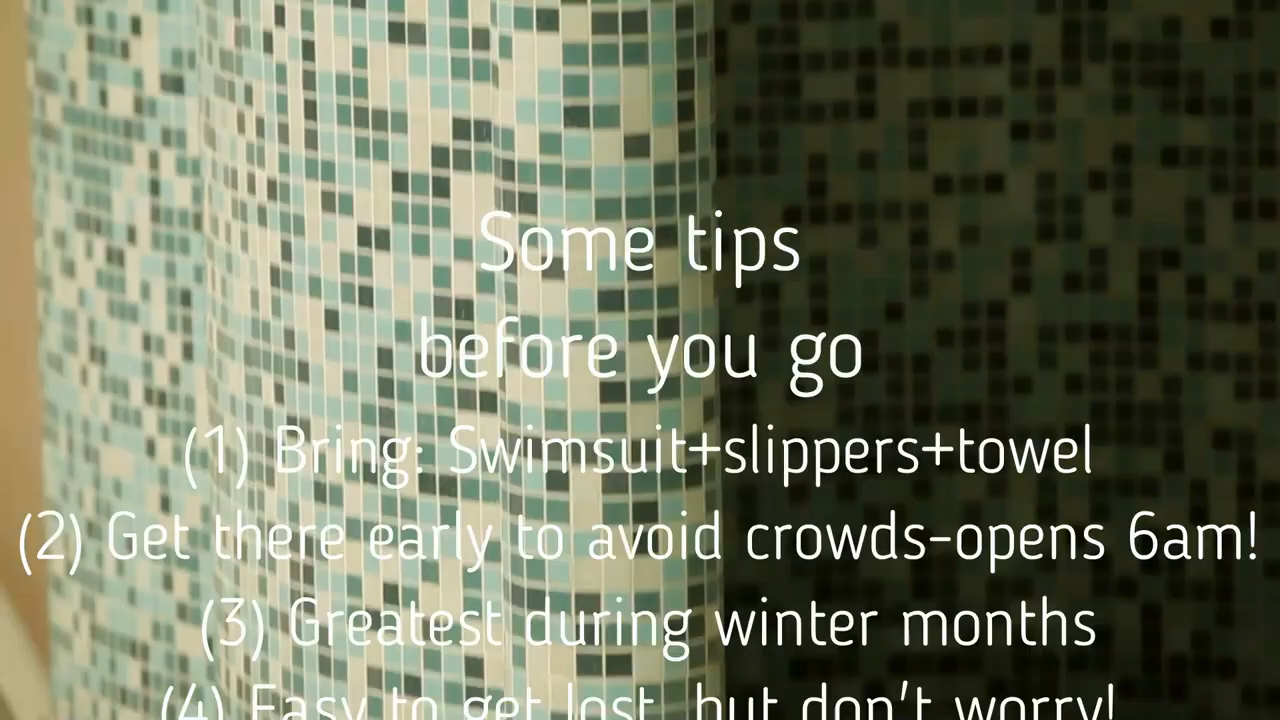 Some tips
before you go
(1) Bring: Swimsuit+slippers+towel
(2) Get there early to avoid crowds-opens 6am!
(3) Greatest during winter months
(4) Easy to get lost, but don't worry!